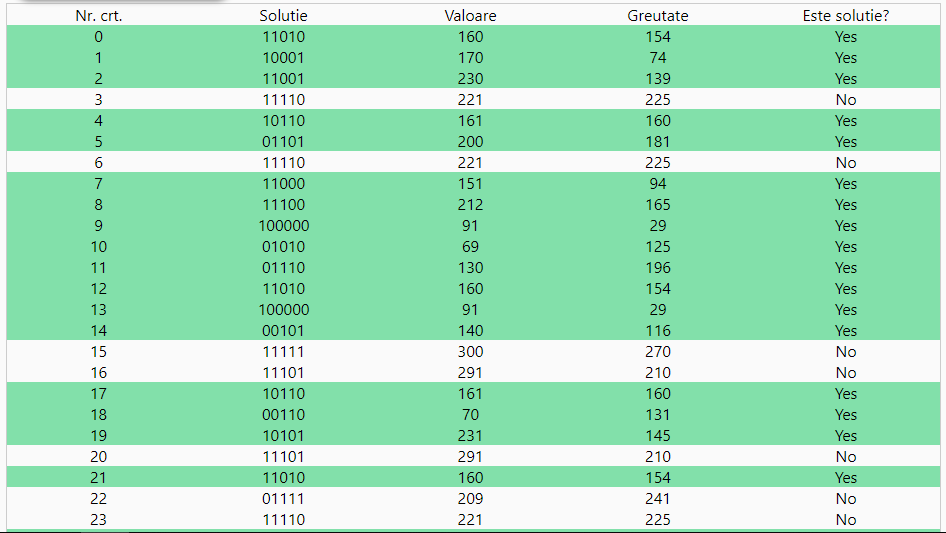 Nr. crt. Solutie Valoare Greutate Este solutie?
0 11010 160 154 Yes
1 10001 170 74 Yes
2 11001 230 139 Yes
3 11110 221 225 No
4 10110 161 160 Yes
5 01101 200 181 Yes
6 11110 221 225 No
7 11000 151 94 Yes
8 11100 212 165 Yes
9 100000 91 29 Yes
10 01010 69 125 Yes
11 01110 130 196 Yes
12 11010 160 154 Yes
13 100000 91 29 Yes
14 00101 140 116 Yes
15 11111 300 270 No
16 11101 291 210 No
17 10110 161 160 Yes
18 00110 70 131 Yes
19 10101 231 145 Yes
20 11101 291 210 No
21 11010 160 154 Yes
22 01111 209 241 No
23 11110 221 225 No